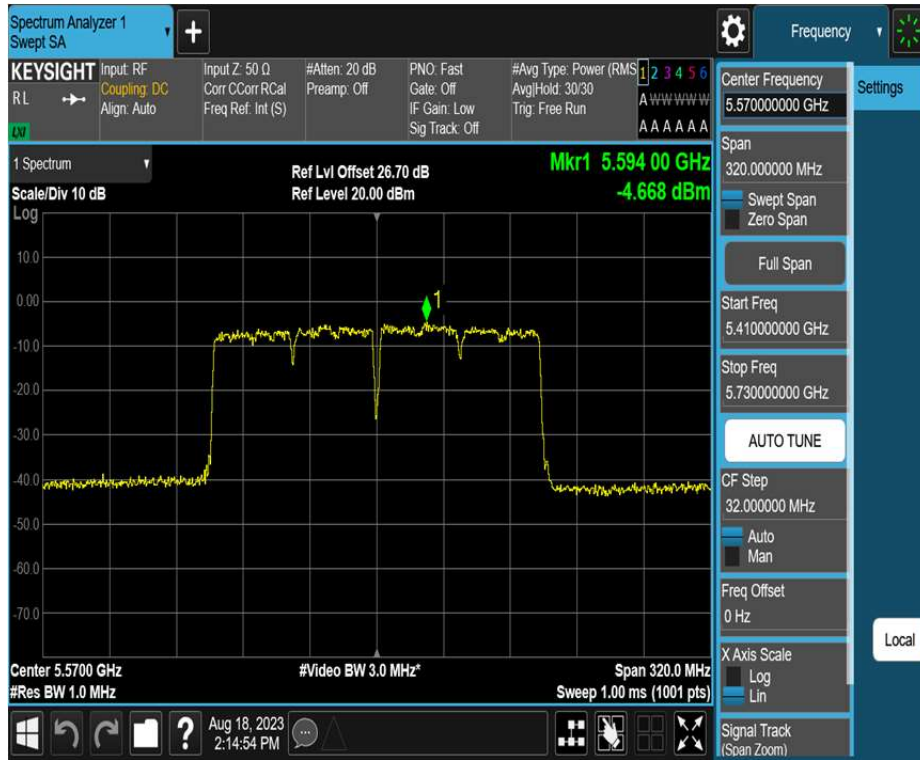 Spectrum Analyzer 1
Swept SA
+
Frequency
KEYSIGHT
RL
LXI
Input: RF
Coupling: DC
Align: Auto
Input Z: 50 Ω
Corr CCorr RCal
Freq Ref: Int (S)
#Atten: 20 dB
Preamp: Off
PNO: Fast
Gate: Off
IF Gain: Low
Sig Track: Off
#Avg Type: Power (RMS
Avg|Hold: 30/30
Trig: Free Run
1 2 3 4 5 6
A W W W W W
A A A A A A
1 Spectrum
Scale/Div 10 dB
Log
Ref Lvl Offset 26.70 dB
Ref Level 20.00 dBm
Mkr1 5.594 00 GHz
-4.668 dBm
10.0
0.00
-10.0
-20.0
-30.0
-40.0
-50.0
-60.0
-70.0
1
Center 5.5700 GHz
#Res BW 1.0 MHz
#Video BW 3.0 MHz*
Span 320.0 MHz
Sweep 1.00 ms (1001 pts)
?
Aug 18, 2023
2:14:54 PM
Center Frequency
5.570000000 GHz
Span
320.000000 MHz
Swept Span
Zero Span
Full Span
Start Freq
5.410000000 GHz
Stop Freq
5.730000000 GHz
AUTO TUNE
CF Step
32.000000 MHz
Auto
Man
Freq Offset
0 Hz
X Axis Scale
Log
Lin
Signal Track
(Span Zoom)
Settings
Local